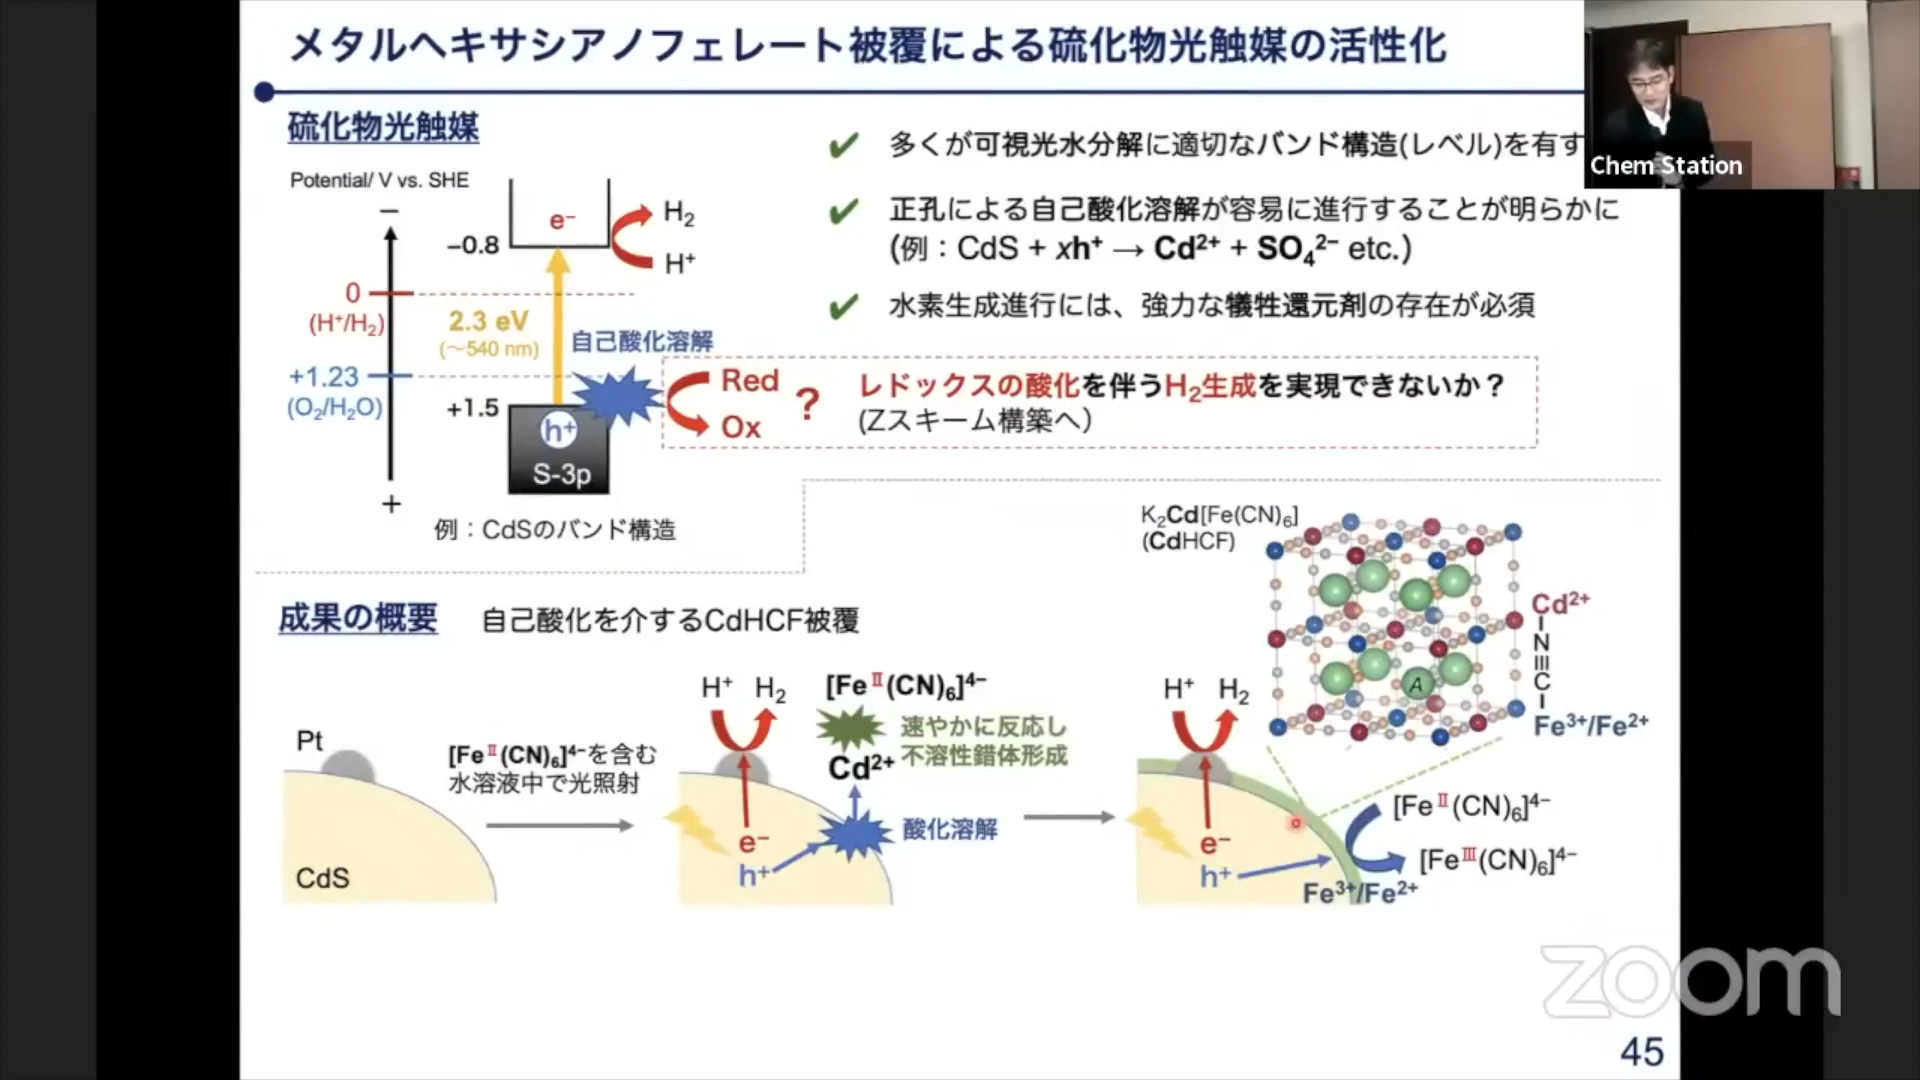 メタルヘキサシアノフェレート被覆による硫化物光触媒の活性化
Chem Station
硫化物光触媒
Potential/ V vs. SHE
−
−0.8
e⁻
H₂
H⁺
0
(H⁺/H₂)
2.3 eV
(〜540 nm)
自己酸化溶解
+1.23
(O₂/H₂O)
+1.5
h⁺
S-3p
+
例：CdSのバンド構造
✔ 多くが可視光水分解に適切なバンド構造(レベル)を有す
✔ 正孔による自己酸化溶解が容易に進行することが明らかに
(例：CdS + xh⁺ → Cd²⁺ + SO₄²⁻ etc.)
✔ 水素生成進行には、強力な犠牲還元剤の存在が必須
Red
Ox
?
レドックスの酸化を伴うH₂生成を実現できないか？
(Zスキーム構築へ)
成果の概要
自己酸化を介するCdHCF被覆
K₂Cd[Fe(CN)₆]
(CdHCF)
A
Cd²⁺
N
C
Fe³⁺/Fe²⁺
Pt
CdS
[Feᴵᴵ(CN)₆]⁴⁻を含む
水溶液中で光照射
H⁺ H₂
[Feᴵᴵ(CN)₆]⁴⁻
速やかに反応し
不溶性錯体形成
Cd²⁺
e⁻
h⁺
酸化溶解
H⁺ H₂
e⁻
h⁺
Fe³⁺/Fe²⁺
[Feᴵᴵ(CN)₆]⁴⁻
[Feᴵᴵᴵ(CN)₆]⁴⁻
zoom
45